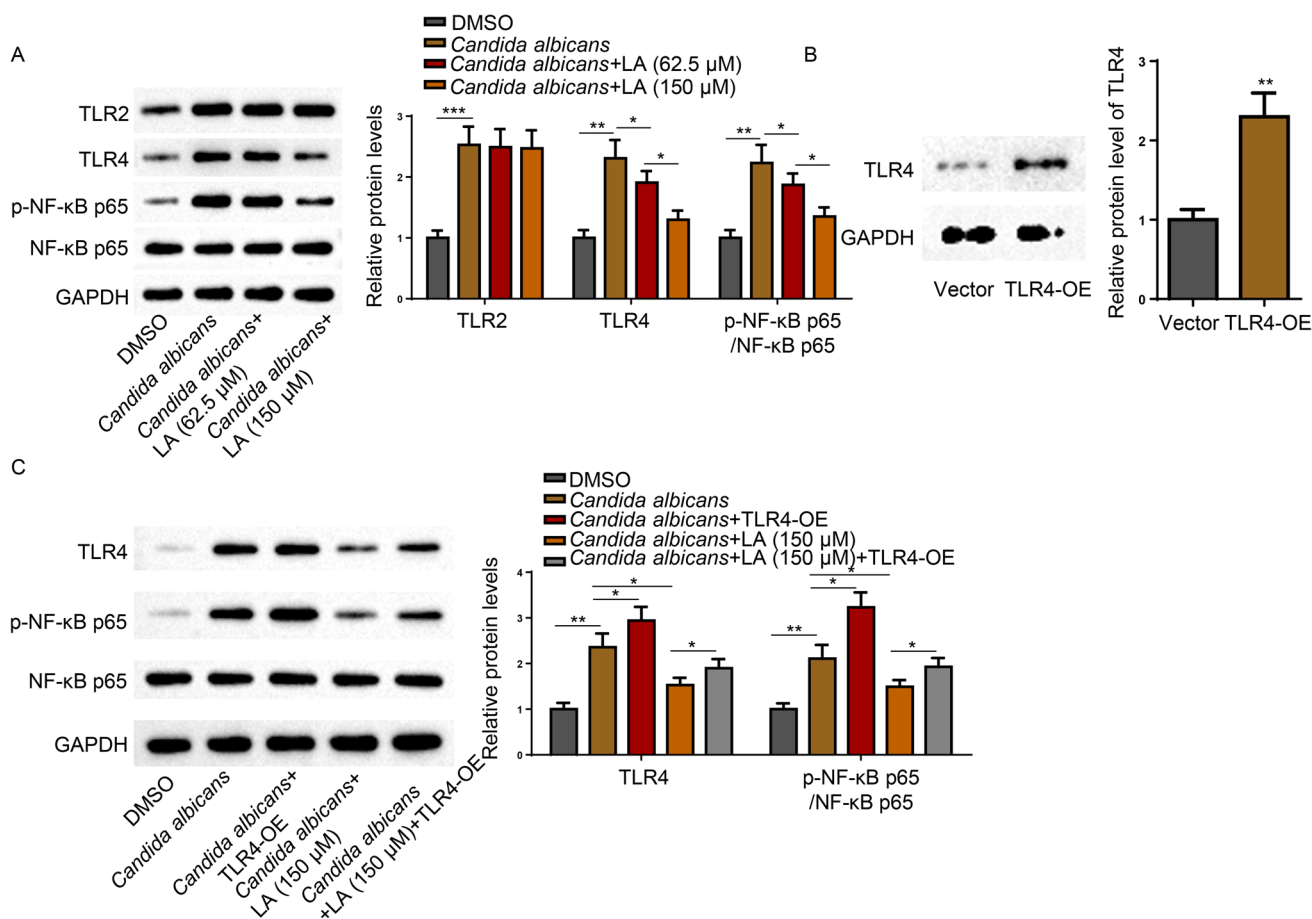 A
TLR2
TLR4
p-NF-κB p65
NF-κB p65
GAPDH
DMSO
Candida albicans
Candida albicans+
LA (62.5 μM)
Candida albicans+
LA (150 μM)
DMSO
Candida albicans
Candida albicans+LA (62.5 μM)
Candida albicans+LA (150 μM)
Relative protein levels
3
2
1
0
***
**
*
*
**
*
*
TLR2
TLR4
p-NF-κB p65
/NF-κB p65
B
TLR4
GAPDH
Vector
TLR4-OE
Relative protein level of TLR4
3
2
1
0
**
Vector
TLR4-OE
C
TLR4
p-NF-κB p65
NF-κB p65
GAPDH
DMSO
Candida albicans
Candida albicans+
TLR4-OE
Candida albicans+
LA (150 μM)
Candida albicans
+LA (150 μM)+TLR4-OE
DMSO
Candida albicans
Candida albicans+TLR4-OE
Candida albicans+LA (150 μM)
Candida albicans+LA (150 μM)+TLR4-OE
Relative protein levels
4
3
2
1
0
**
*
*
*
**
*
*
*
TLR4
p-NF-κB p65
/NF-κB p65